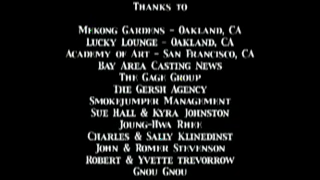 Thanks to
Mekong Gardens - Oakland, CA
Lucky Lounge - Oakland, CA
Academy of Art - San Francisco, CA
Bay Area Casting News
The Gage Group
The Gersh Agency
Smokejumper Management
Sue Hall & Kyra Johnston
Joung-Hwa Rhee
Charles & Sally Klinedinst
John & Romer Stevenson
Robert & Yvette trevorrow
Gnou Gnou